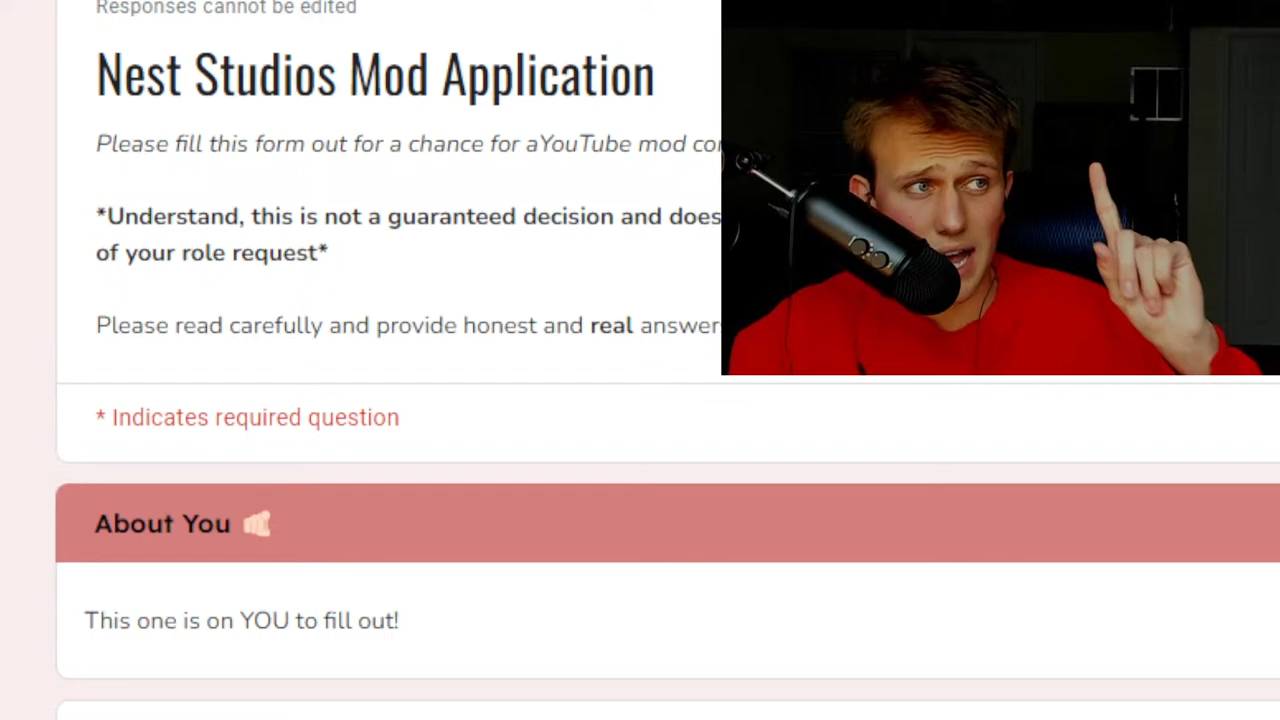 Responses cannot be edited
Nest Studios Mod Application
Please fill this form out for a chance for aYouTube mod
*Understand, this is not a guaranteed decision and does
of your role request*
Please read carefully and provide honest and real answer
* Indicates required question
About You
This one is on YOU to fill out!